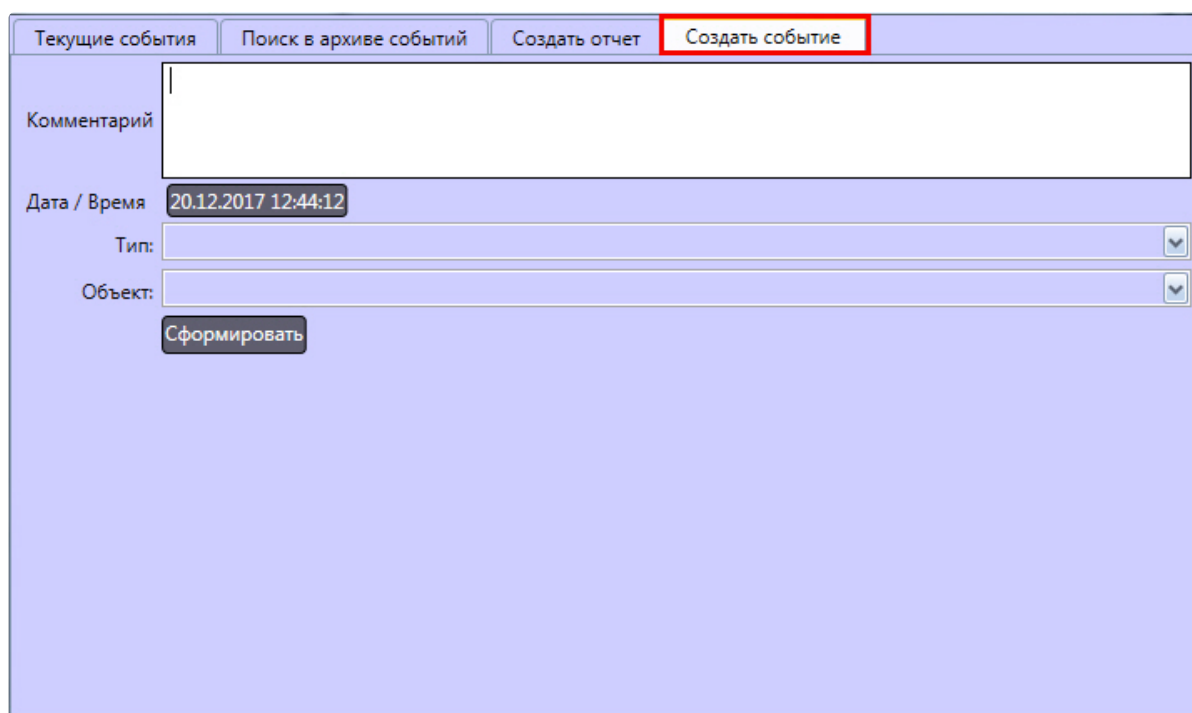 Текущие события Поиск в архиве событий Создать отчет Создать событие
Комментарий
Дата / Время 20.12.2017 12:44:12
Тип:
Объект:
Сформировать